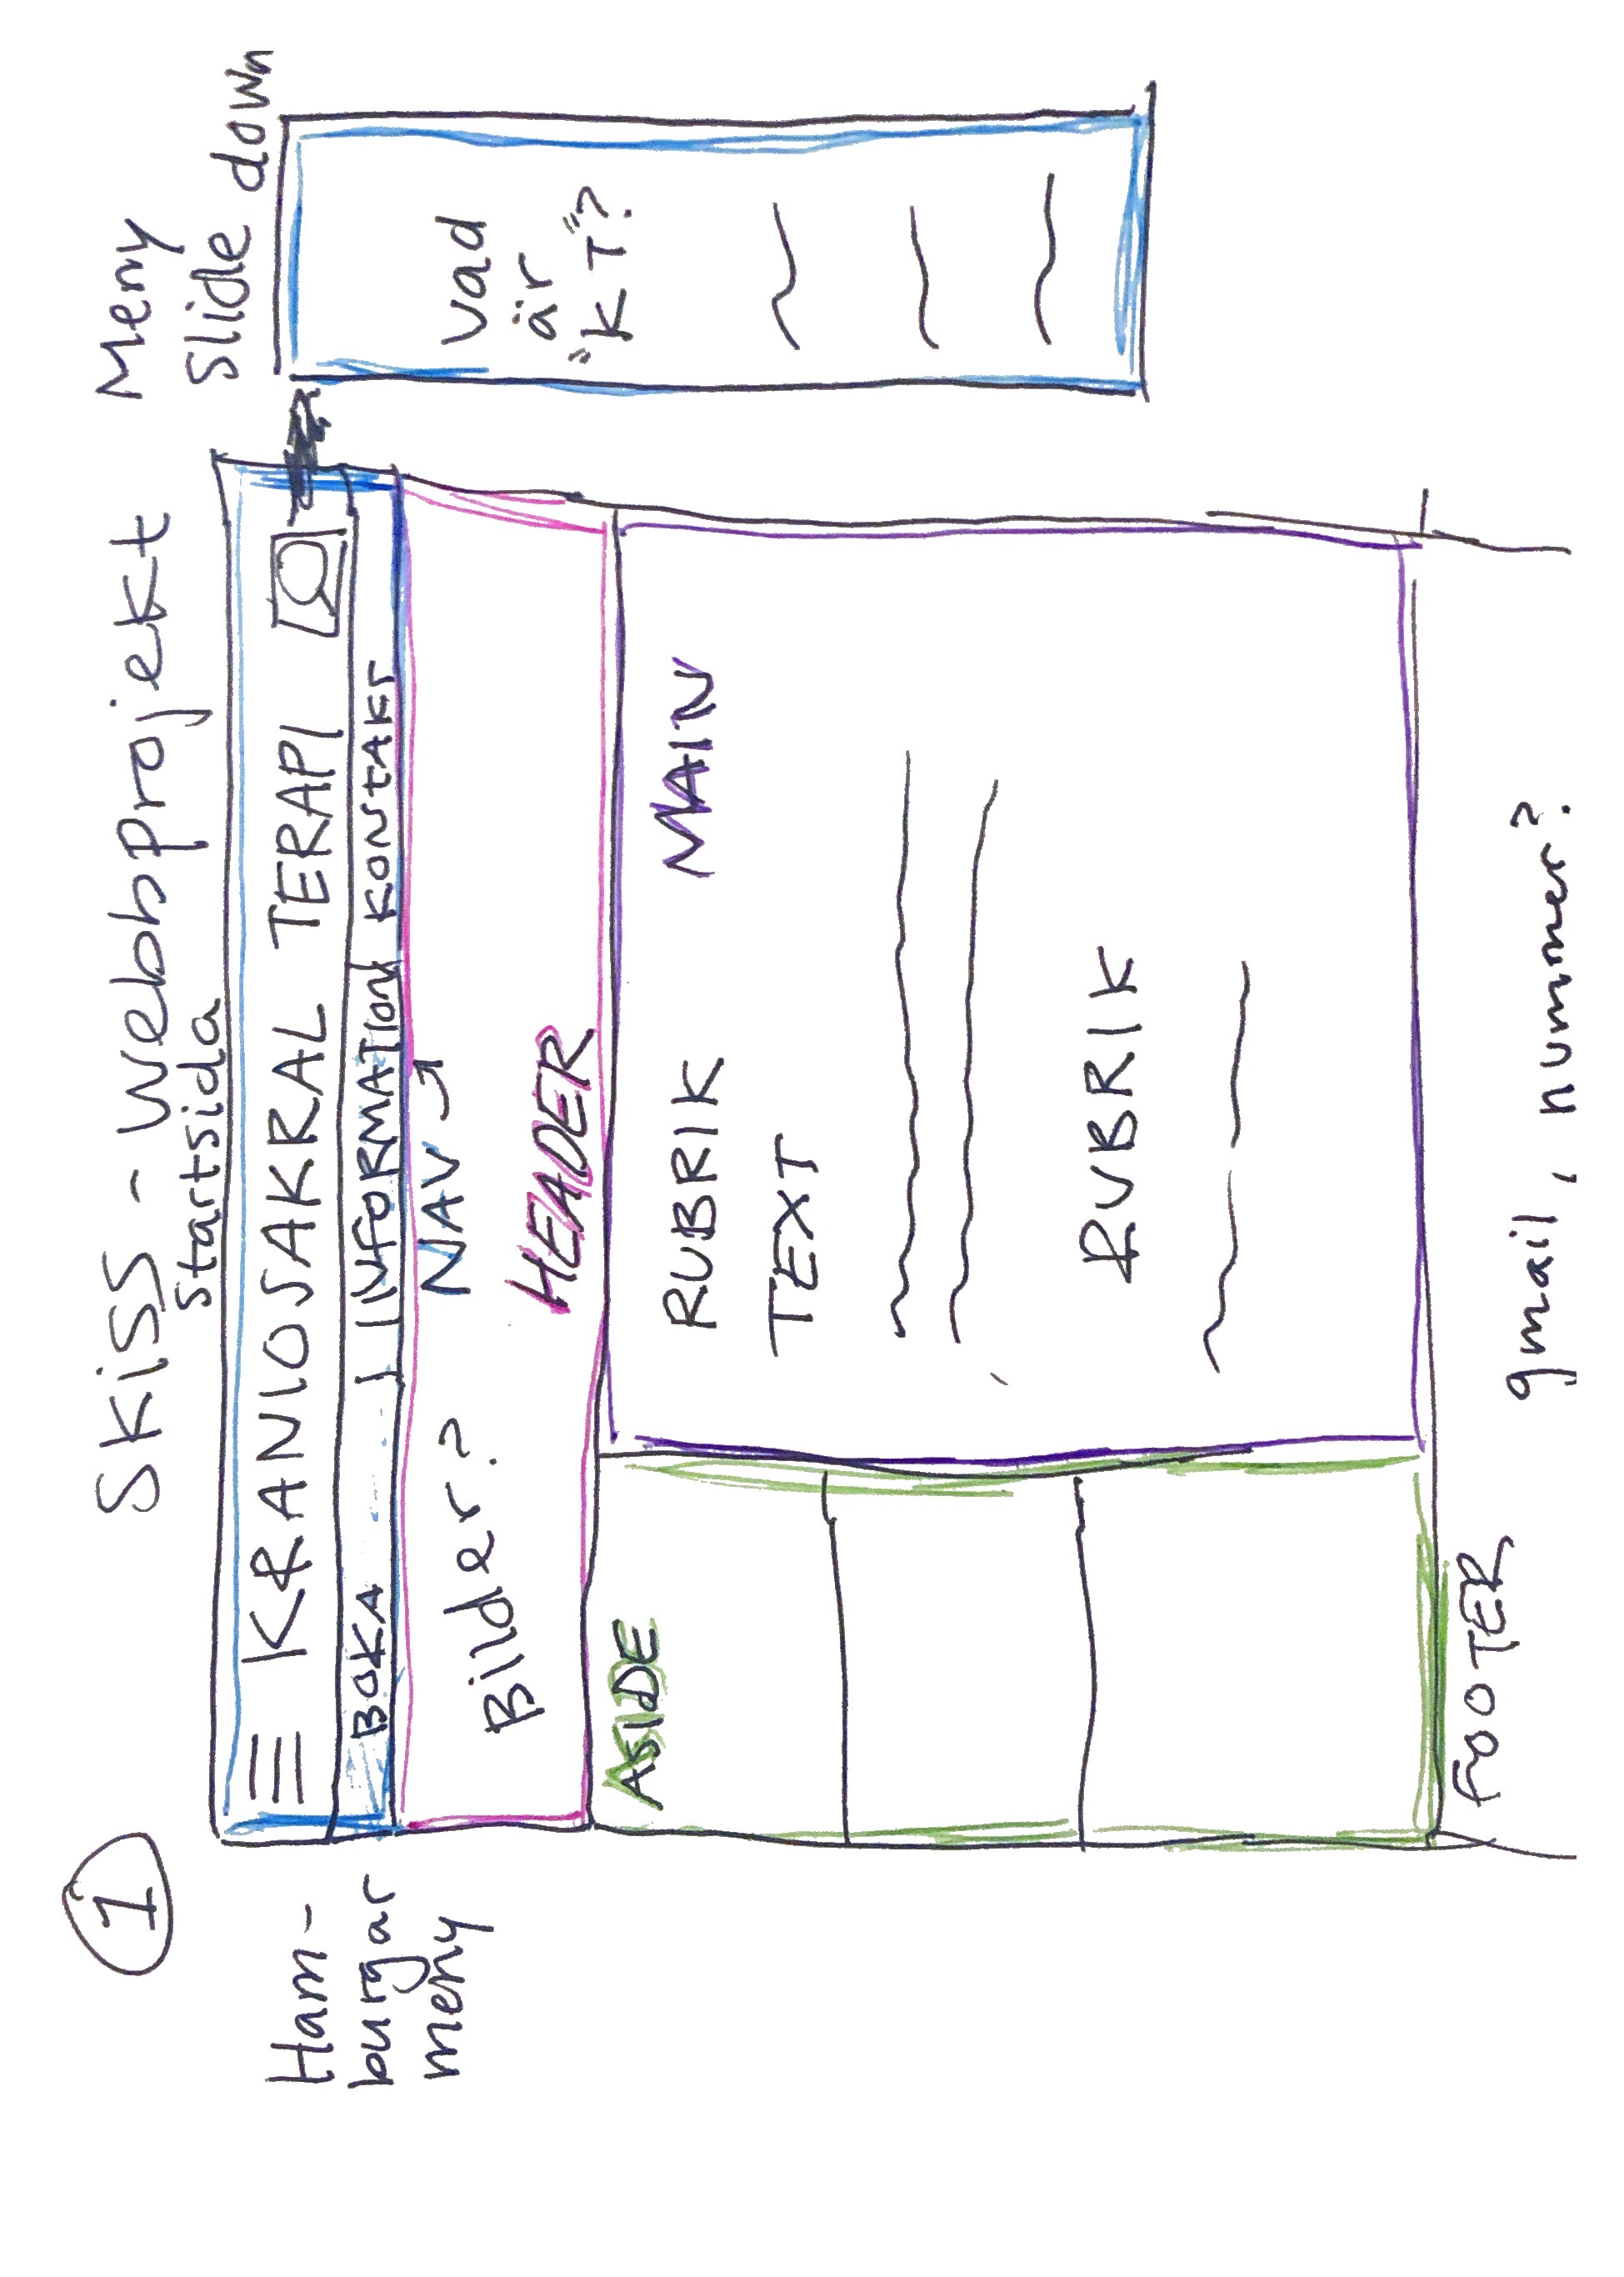 1
Skiss - Webbprojekt
Startsida
Meny
Slide down
Ham-
burgar
meny
KRANIOSAKRAL TERAPI
BOKA
INFORMATION
KONTAKT
NAV
Bilder?
HEADER
ASIDE
MAIN
RUBRIK
TEXT
RUBRIK
FOOTER
gmail, nummer?
vad
är
"KT"?